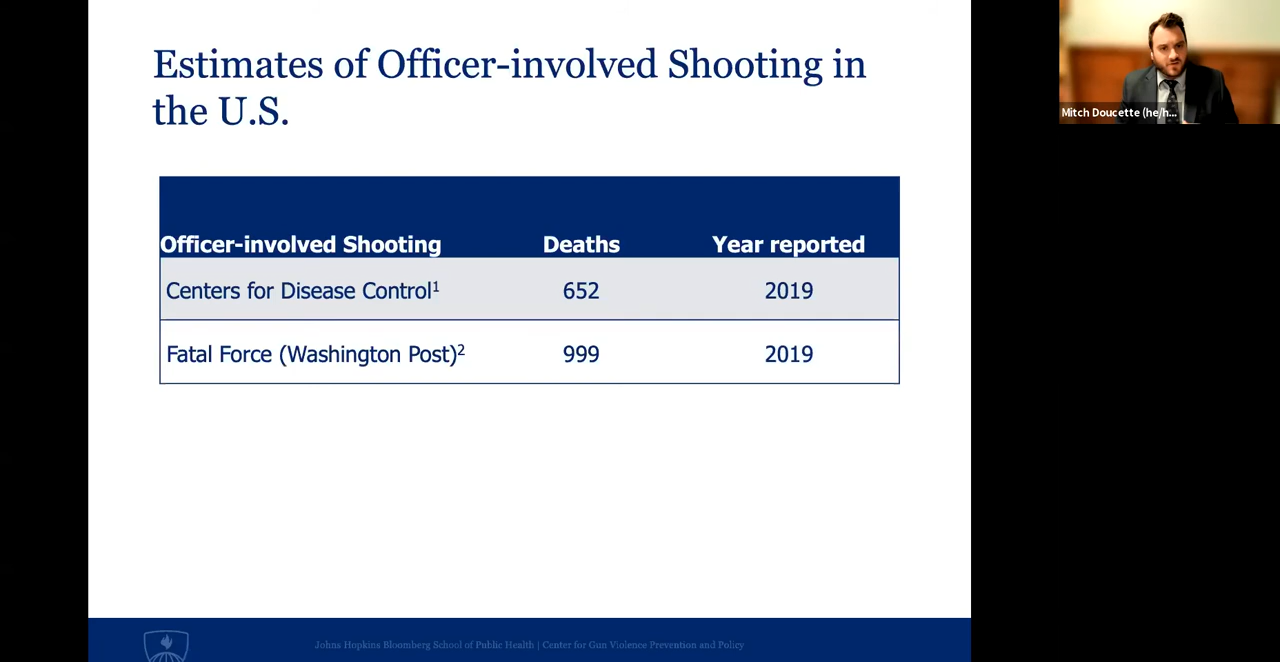 Estimates of Officer-involved Shooting in
the U.S.
Officer-involved Shooting Deaths Year reported
Centers for Disease Control¹ 652 2019
Fatal Force (Washington Post)² 999 2019
Johns Hopkins Bloomberg School of Public Health | Center for Gun Violence Prevention and Policy
Mitch Doucette (he/h...